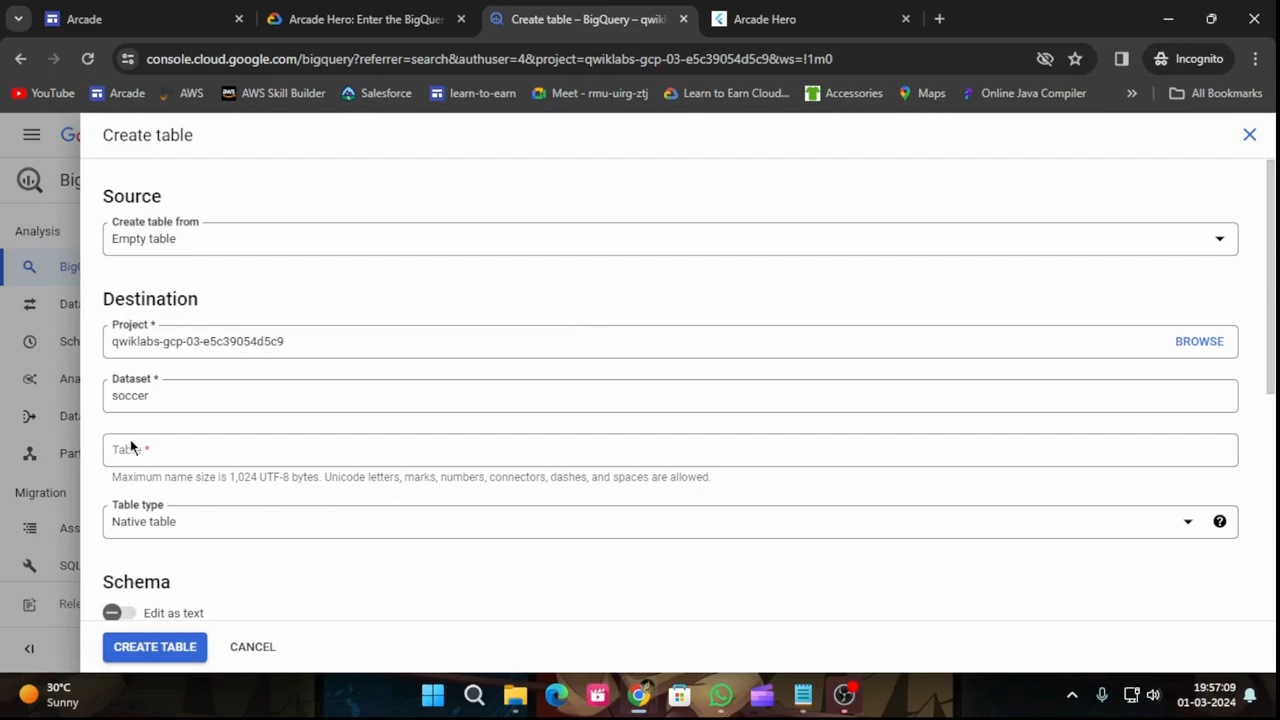 Arcade
Arcade Hero: Enter the BigQue
Create table – BigQuery – qwikl
Arcade Hero
console.cloud.google.com/bigquery?referrer=search&authuser=4&project=qwiklabs-gcp-03-e5c39054d5c9&ws=!1m0
Incognito
YouTube
Arcade
AWS
AWS Skill Builder
Salesforce
learn-to-earn
Meet - rmu-uirg-ztj
Learn to Earn Cloud...
Accessories
Maps
Online Java Compiler
All Bookmarks
Go
Create table
Big
Source
Analysis
Create table from
Empty table
BigQ
Data
Destination
Sch
Project *
qwiklabs-gcp-03-e5c39054d5c9
BROWSE
Ana
Dataset *
soccer
Data
Part
Table *
Maximum name size is 1,024 UTF-8 bytes. Unicode letters, marks, numbers, connectors, dashes, and spaces are allowed.
Migration
Table type
Native table
Ass
SQL
Schema
Rele
Edit as text
CREATE TABLE
CANCEL
30°C
Sunny
19:57:09
01-03-2024